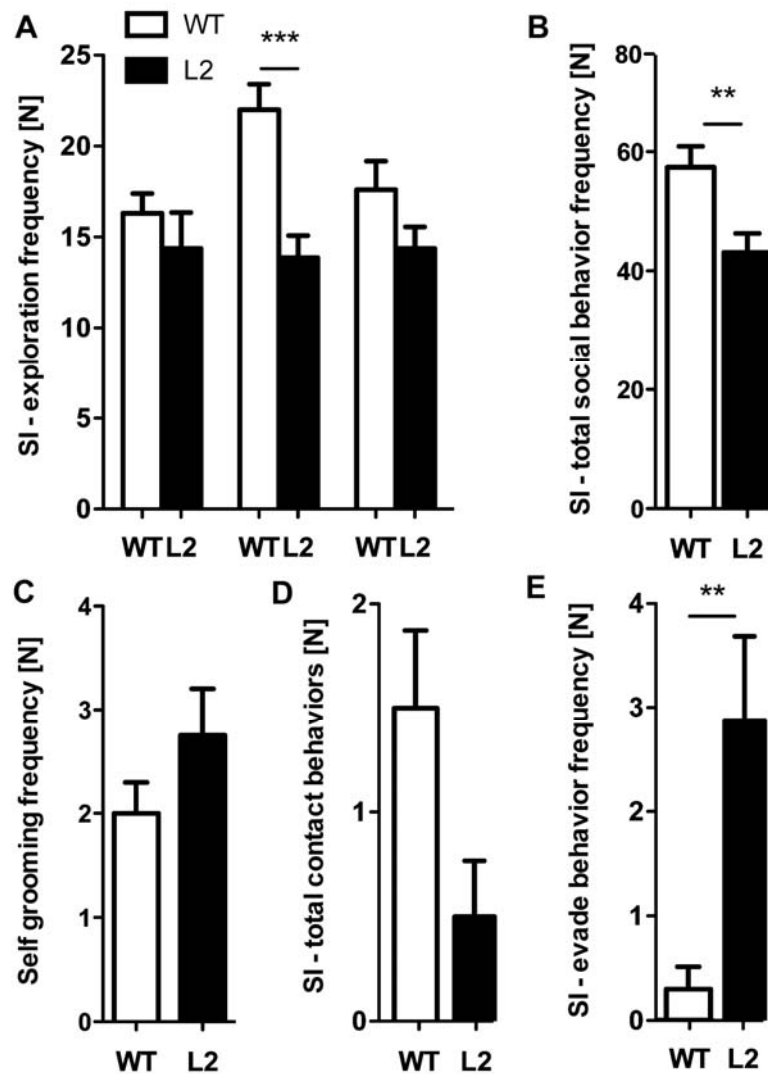 A
WT
L2
***
SI - exploration frequency [N]
25
20
15
10
5
0
WT L2 WT L2 WT L2
B
**
SI - total social behavior frequency [N]
80
60
40
20
0
WT L2
C
Self grooming frequency [N]
4
3
2
1
0
WT L2
D
SI - total contact behaviors [N]
2
1
0
WT L2
E
**
SI - evade behavior frequency [N]
4
3
2
1
0
WT L2